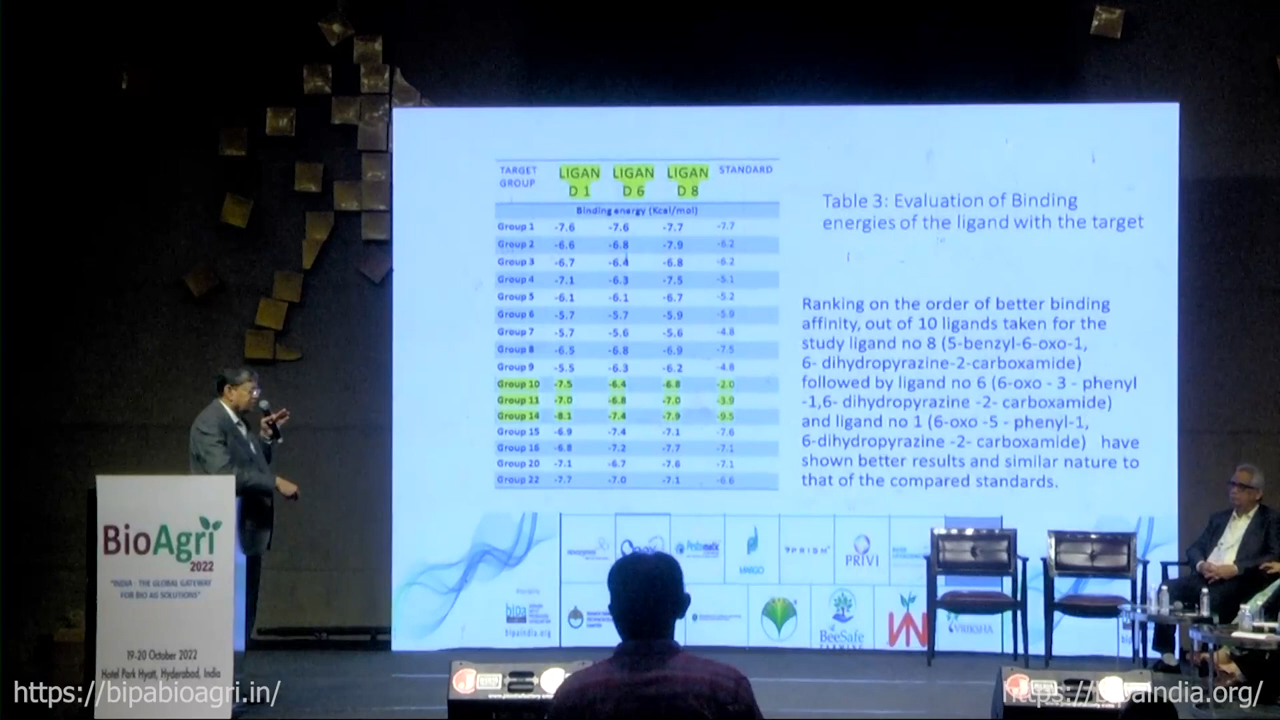 TARGET GROUP LIGAN D 1 LIGAN D 6 LIGAN D 8 STANDARD
Binding energy (Kcal/mol)
Group 1 -7.6 -7.6 -7.7 -7.7
Group 2 -6.6 -6.8 -7.9 -6.2
Group 3 -6.7 -6.4 -6.8 -6.2
Group 4 -7.1 -6.3 -7.5 -5.1
Group 5 -6.1 -6.1 -6.7 -5.2
Group 6 -5.7 -5.7 -5.9 -5.9
Group 7 -5.7 -5.6 -5.6 -4.8
Group 8 -6.5 -6.8 -6.9 -7.5
Group 9 -5.5 -6.3 -6.2 -4.8
Group 10 -7.5 -6.4 -6.8 -2.0
Group 11 -7.0 -6.8 -7.0 -3.9
Group 14 -8.1 -7.4 -7.9 -9.5
Group 15 -6.9 -7.4 -7.1 -7.6
Group 16 -6.8 -7.2 -7.7 -7.1
Group 20 -7.1 -6.7 -7.6 -7.1
Group 22 -7.7 -7.0 -7.1 -6.6
Table 3: Evaluation of Binding
energies of the ligand with the target
Ranking on the order of better binding
affinity, out of 10 ligands taken for the
study ligand no 8 (5-benzyl-6-oxo-1,
6- dihydropyrazine-2-carboxamide)
followed by ligand no 6 (6-oxo - 3 - phenyl
-1,6- dihydropyrazine -2- carboxamide)
and ligand no 1 (6-oxo -5 - phenyl-1,
6-dihydropyrazine -2- carboxamide) have
shown better results and similar nature to
that of the compared standards.
MARGO
PRISM
PRIVI
bipa
bipaindia.org
BeeSafe
VRIKSHA
BioAgri
2022
"INDIA - THE GLOBAL GATEWAY
FOR BIO AG SOLUTIONS"
19-20 October 2022
Hotel Park Hyatt, Hyderabad, India
https://bipabioagri.in/